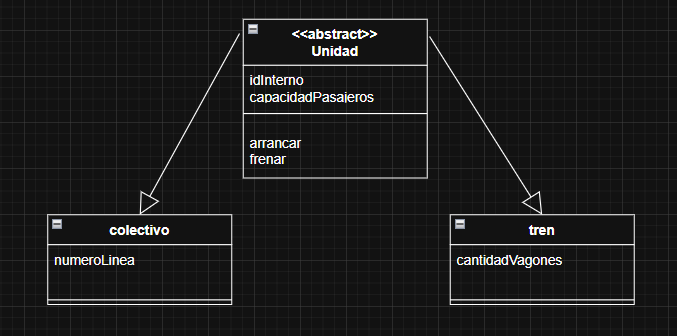 <<abstract>>
Unidad
idInterno
capacidadPasajeros
arrancar
frenar
colectivo
numeroLinea
tren
cantidadVagones